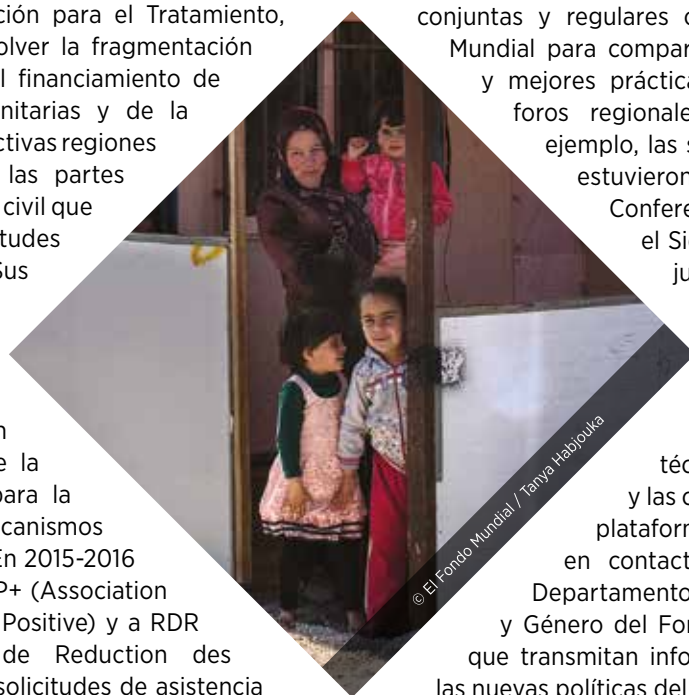 ción para el Tratamiento,
olver la fragmentación
l financiamiento de
nitarias y de la
ctivas regiones
las partes
civil que
tudes
Sus
n
e la
para la
canismos
En 2015-2016
P+ (Association
Positive) y a RDR
de Reduction des
solicitudes de asistencia
conjuntas y regulares
Mundial para compar
y mejores práctica
foros regionale
ejemplo, las s
estuvieron
Confere
el Si
ju
téc
y las
plataform
en contact
Departamento
y Género del Fon
que transmitan info
las nuevas políticas del
© El Fondo Mundial / Tanya Habjouka